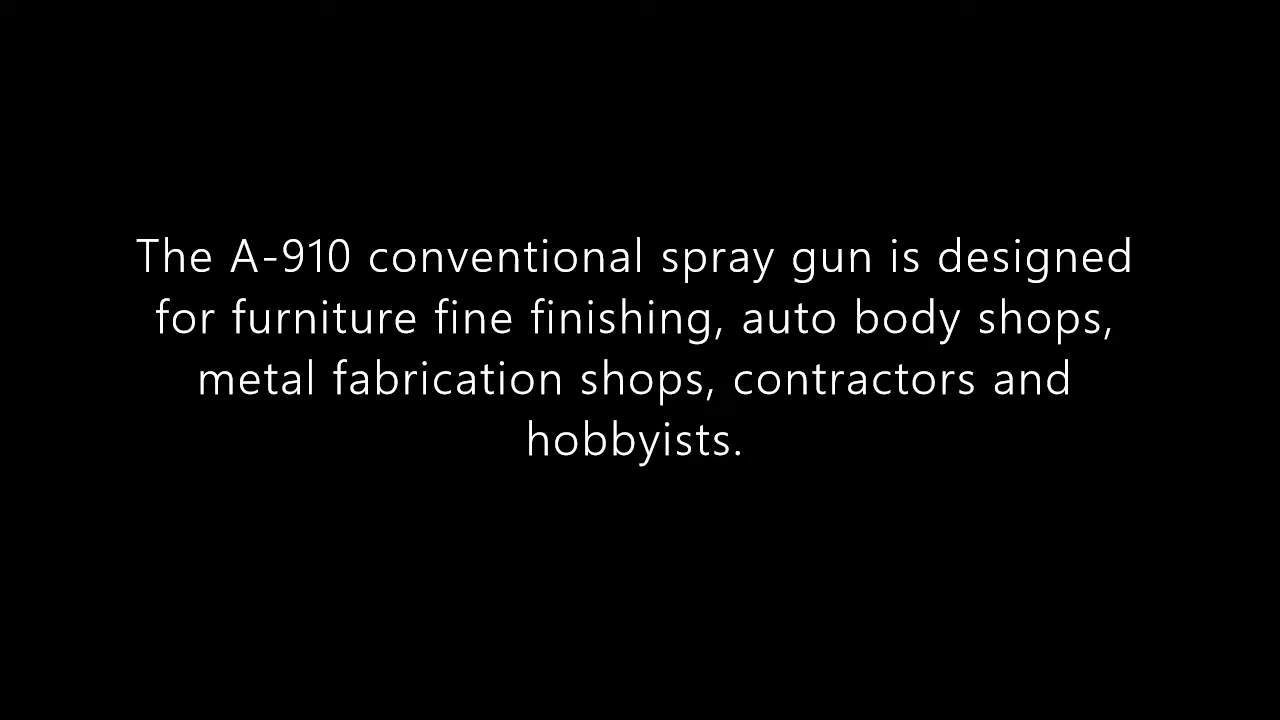 The A-910 conventional spray gun is designed
for furniture fine finishing, auto body shops,
metal fabrication shops, contractors and
hobbyists.